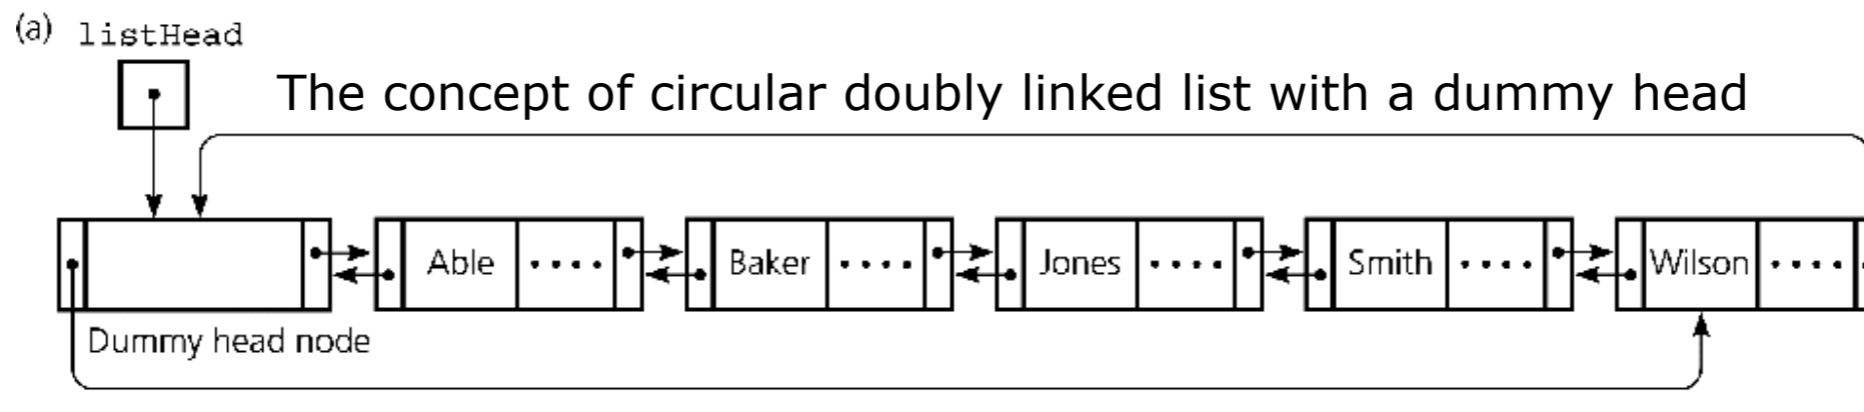 (a) listHead
The concept of circular doubly linked list with a dummy head
Able •••• Baker •••• Jones •••• Smith •••• Wilson ••••
Dummy head node